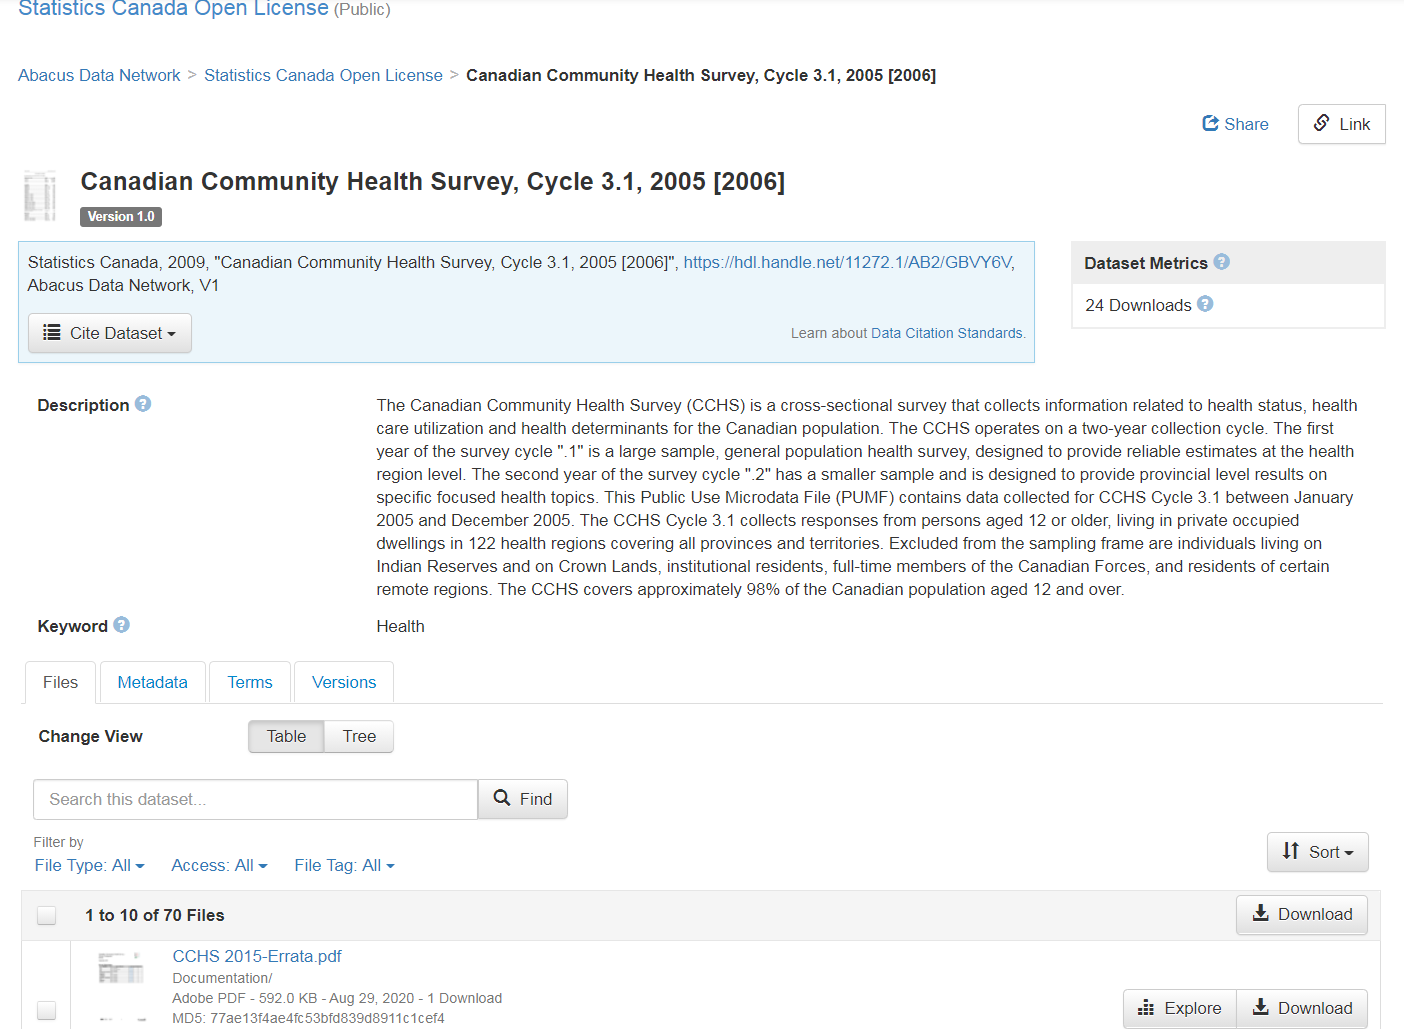 Statistics Canada Open License (Public)
Abacus Data Network > Statistics Canada Open License > Canadian Community Health Survey, Cycle 3.1, 2005 [2006]
Share
Link
Canadian Community Health Survey, Cycle 3.1, 2005 [2006]
Version 1.0
Statistics Canada, 2009, "Canadian Community Health Survey, Cycle 3.1, 2005 [2006]", https://hdl.handle.net/11272.1/AB2/GBVY6V,
Abacus Data Network, V1
Cite Dataset
Learn about Data Citation Standards.
Dataset Metrics ?
24 Downloads ?
Description ?
The Canadian Community Health Survey (CCHS) is a cross-sectional survey that collects information related to health status, health
care utilization and health determinants for the Canadian population. The CCHS operates on a two-year collection cycle. The first
year of the survey cycle ".1" is a large sample, general population health survey, designed to provide reliable estimates at the health
region level. The second year of the survey cycle ".2" has a smaller sample and is designed to provide provincial level results on
specific focused health topics. This Public Use Microdata File (PUMF) contains data collected for CCHS Cycle 3.1 between January
2005 and December 2005. The CCHS Cycle 3.1 collects responses from persons aged 12 or older, living in private occupied
dwellings in 122 health regions covering all provinces and territories. Excluded from the sampling frame are individuals living on
Indian Reserves and on Crown Lands, institutional residents, full-time members of the Canadian Forces, and residents of certain
remote regions. The CCHS covers approximately 98% of the Canadian population aged 12 and over.
Keyword ?
Health
Files
Metadata
Terms
Versions
Change View
Table
Tree
Search this dataset...
Find
Filter by
File Type: All
Access: All
File Tag: All
Sort
1 to 10 of 70 Files
Download
CCHS 2015-Errata.pdf
Documentation/
Adobe PDF - 592.0 KB - Aug 29, 2020 - 1 Download
MD5: 77ae13f4ae4fc53bfd839d8911c1cef4
Explore
Download